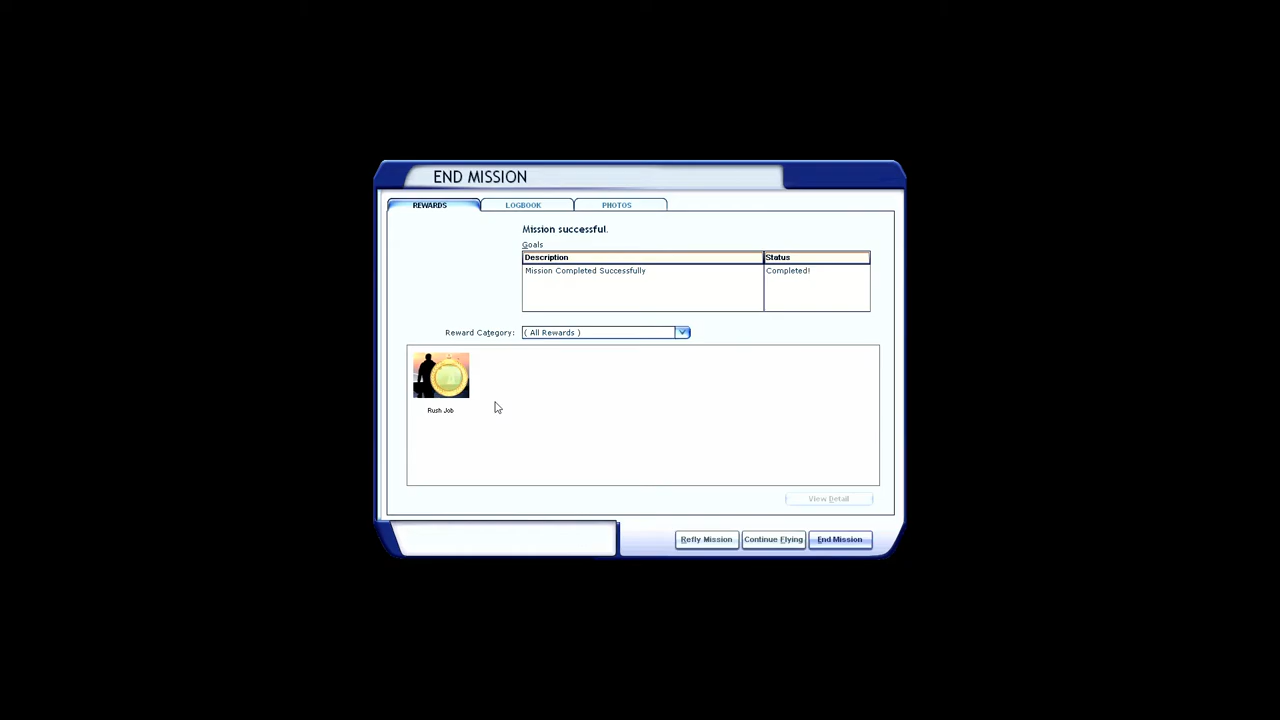 END MISSION
REWARDS
LOGBOOK
PHOTOS
Mission successful.
Goals
Description
Status
Mission Completed Successfully
Completed!
Reward Category:
( All Rewards )
Rush Job
View Detail
Refly Mission
Continue Flying
End Mission